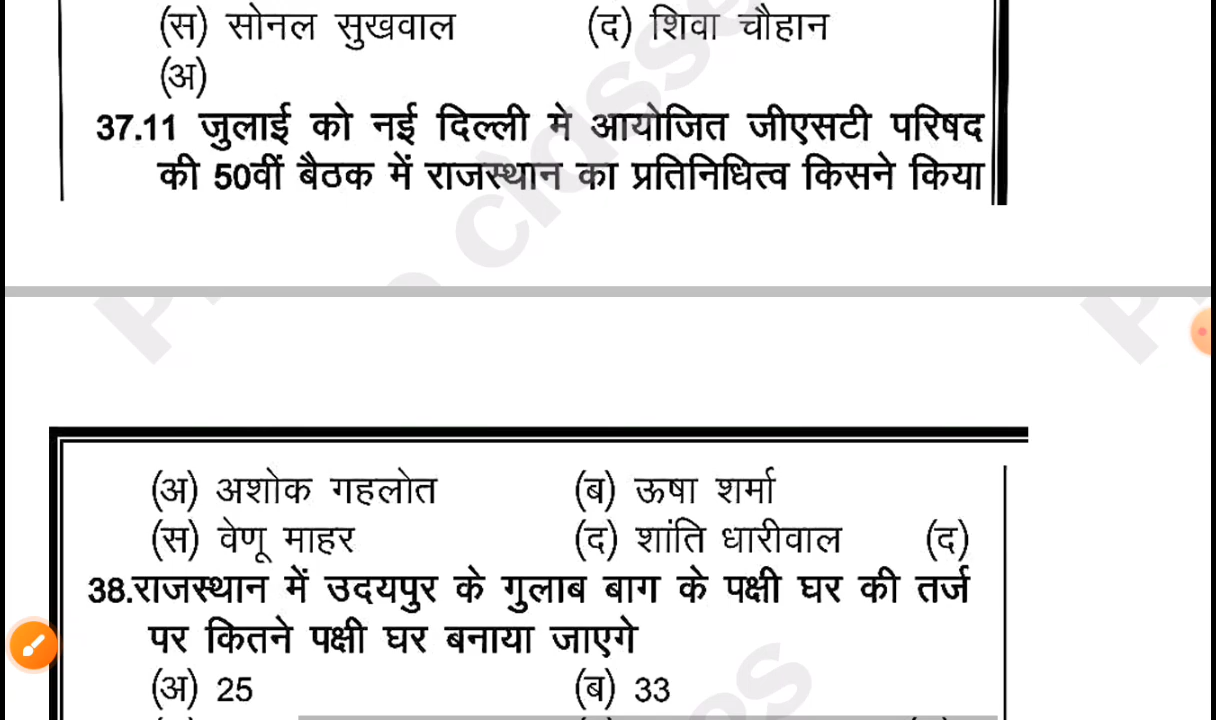 (स) सोनल सुखवाल (द) शिवा चौहान
(अ)
37.11 जुलाई को नई दिल्ली मे आयोजित जीएसटी परिषद
की 50वीं बैठक में राजस्थान का प्रतिनिधित्व किसने किया
(अ) अशोक गहलोत (ब) ऊषा शर्मा
(स) वेणू माहर (द) शांति धारीवाल (द)
38.राजस्थान में उदयपुर के गुलाब बाग के पक्षी घर की तर्ज
पर कितने पक्षी घर बनाया जाएगे
(अ) 25 (ब) 33